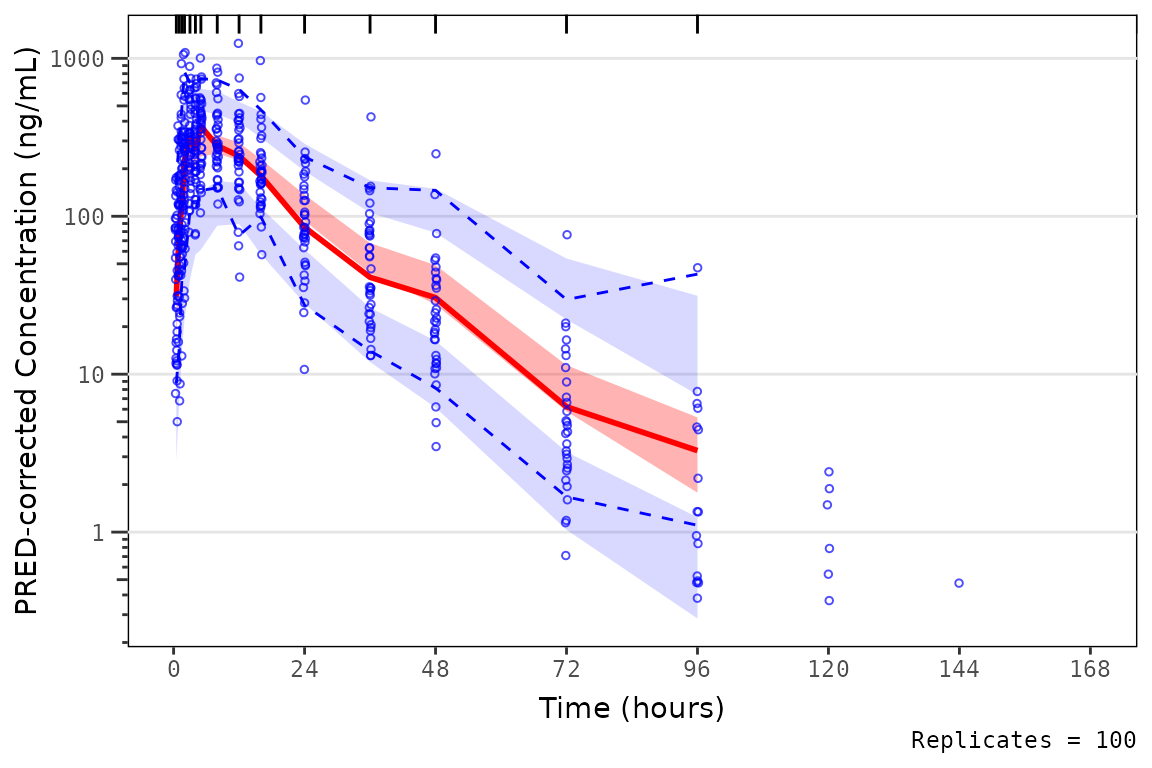 PRED-corrected Concentration (ng/mL)
1000
100
10
1
0 24 48 72 96 120 144 168
Time (hours)
Replicates = 100